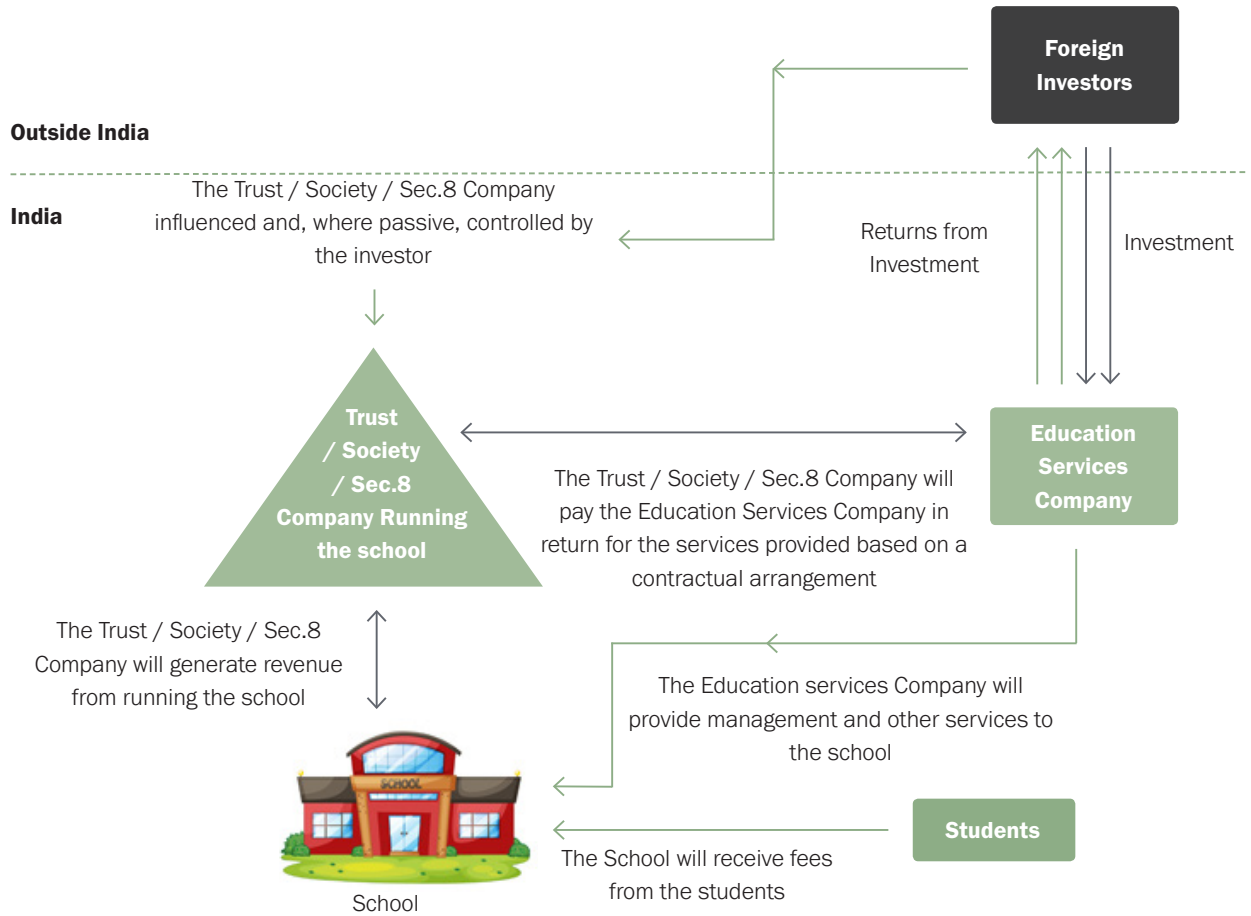 Foreign
Investors
Outside India
India
The Trust / Society / Sec.8 Company
influenced and, where passive, controlled by
the investor
Returns from
Investment
Investment
Trust
/ Society
/ Sec.8
Company Running
the school
Education
Services
Company
The Trust / Society / Sec.8 Company will
pay the Education Services Company in
return for the services provided based on a
contractual arrangement
The Trust / Society / Sec.8
Company will generate revenue
from running the school
The Education services Company will
provide management and other services to
the school
SCHOOL
Students
The School will receive fees
from the students
School